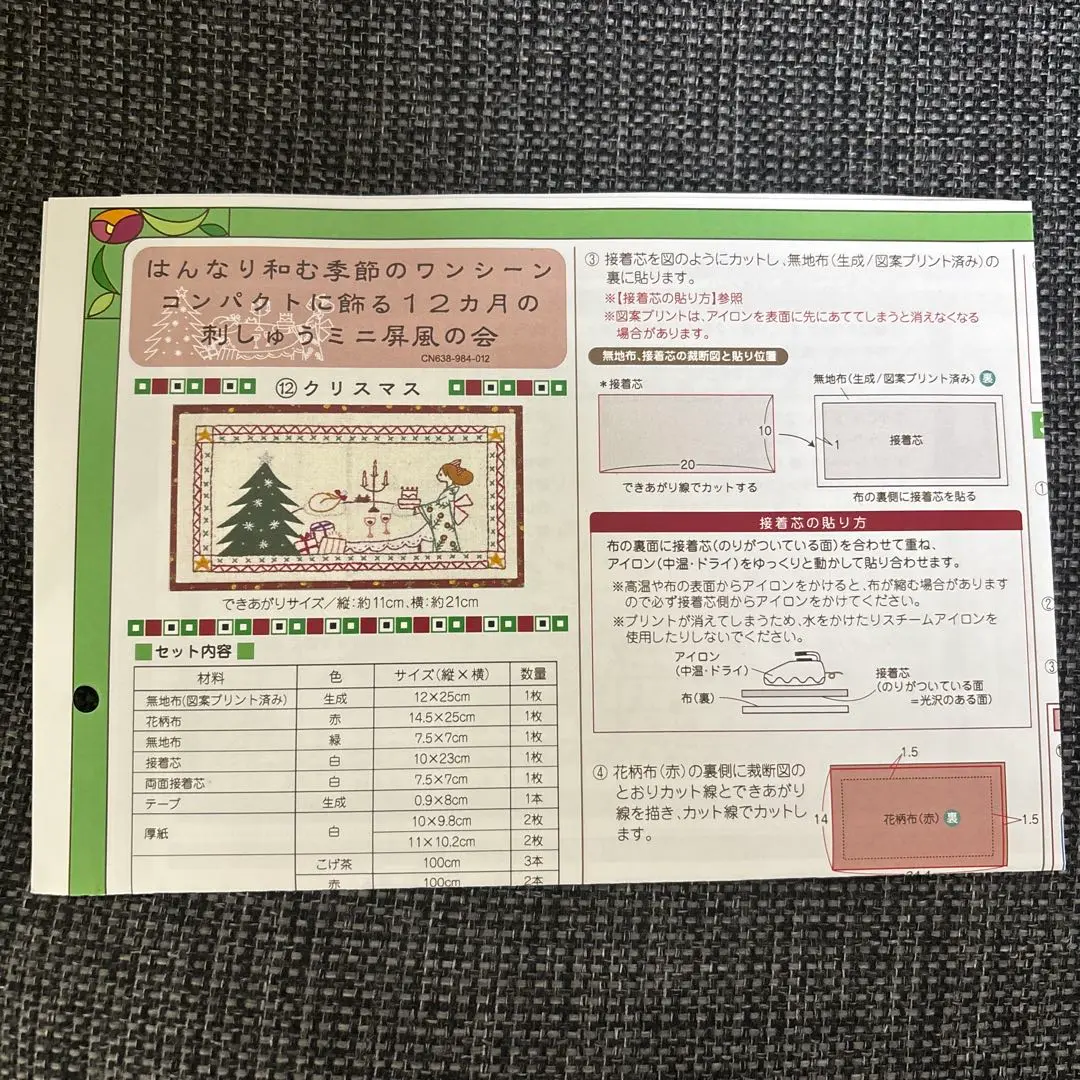 はんなり和む季節のワンシーン
コンパクトに飾る12カ月の
刺しゅうミニ屏風の会
CN638-984-012
⑫クリスマス
できあがりサイズ／縦:約11cm、横:約21cm
セット内容
材料 色 サイズ(縦×横) 数量
無地布(図案プリント済み) 生成 12×25cm 1枚
花柄布 赤 14.5×25cm 1枚
無地布 緑 7.5×7cm 1枚
接着芯 白 10×23cm 1枚
両面接着芯 白 7.5×7cm 1枚
テープ 生成 0.9×8cm 1本
厚紙 白 10×9.8cm 2枚
11×10.2cm 2枚
こげ茶 100cm 3本
赤 100cm 2本
③ 接着芯を図のようにカットし、無地布(生成/図案プリント済み)の
裏に貼ります。
※【接着芯の貼り方】参照
※図案プリントは、アイロンを表面に先にあててしまうと消えなくなる
場合があります。
無地布、接着芯の裁断図と貼り位置
＊接着芯
無地布(生成/図案プリント済み) 裏
10
20
1
接着芯
できあがり線でカットする
布の裏側に接着芯を貼る
接着芯の貼り方
布の裏面に接着芯(のりがついている面)を合わせて重ね、
アイロン(中温・ドライ)をゆっくりと動かして貼り合わせます。
※高温や布の表面からアイロンをかけると、布が縮む場合があります
ので必ず接着芯側からアイロンをかけてください。
※プリントが消えてしまうため、水をかけたりスチームアイロンを
使用したりしないでください。
アイロン
(中温・ドライ)
布(裏)
接着芯
(のりがついている面
=光沢のある面)
④ 花柄布(赤)の裏側に裁断図の
とおりカット線とできあがり
線を描き、カット線でカットし
ます。
1.5
14
花柄布(赤) 裏
1.5
①
②
③